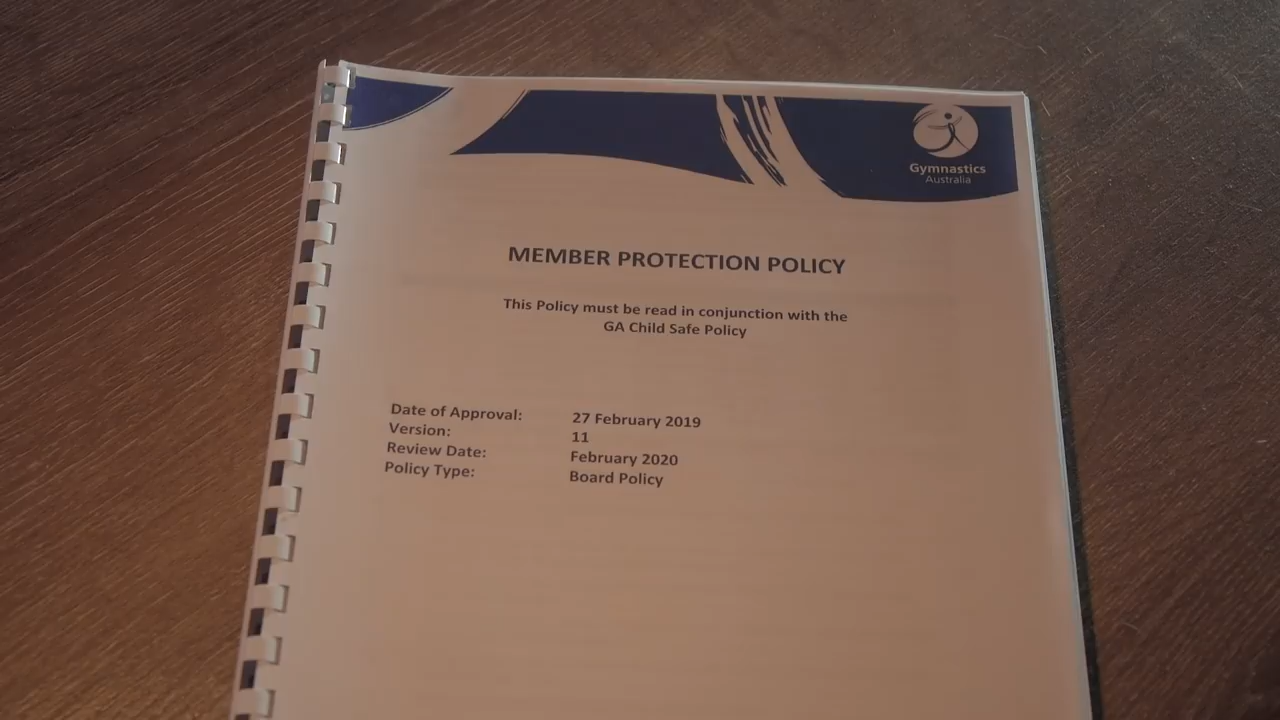 Gymnastics
Australia
MEMBER PROTECTION POLICY
This Policy must be read in conjunction with the
GA Child Safe Policy
Date of Approval: 27 February 2019
Version: 11
Review Date: February 2020
Policy Type: Board Policy